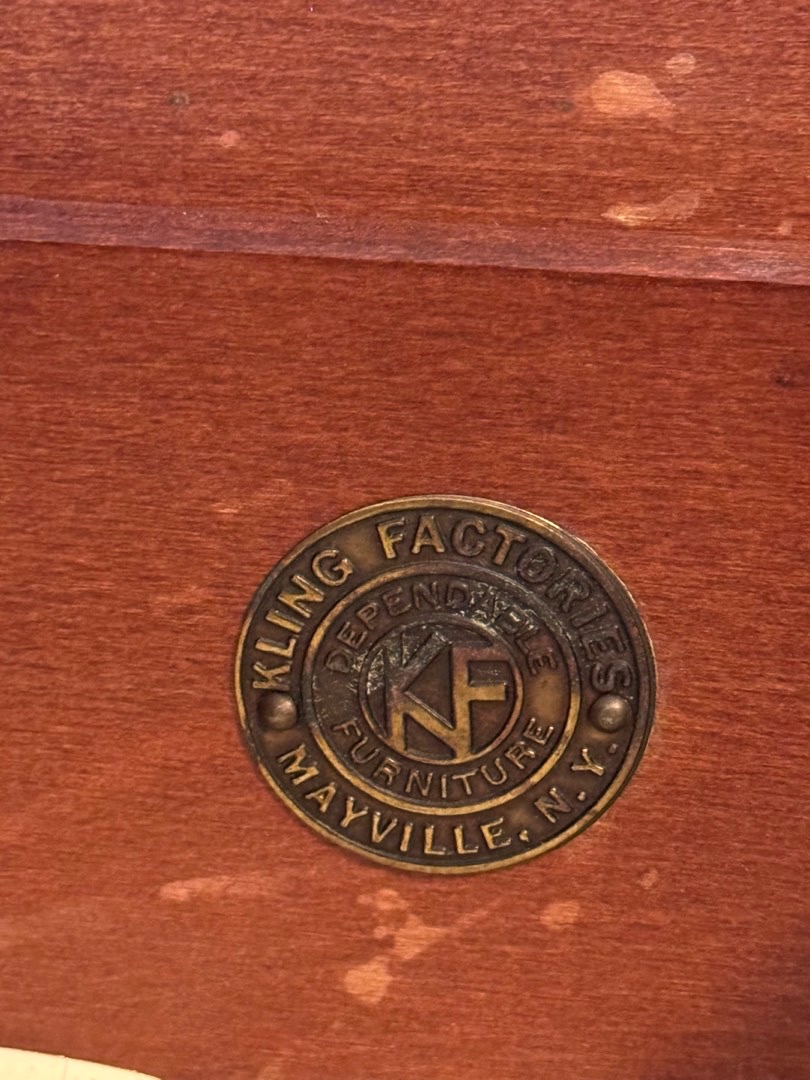 KLING FACTORIES
DEPENDABLE
KF
FURNITURE
MAYVILLE, N.Y.